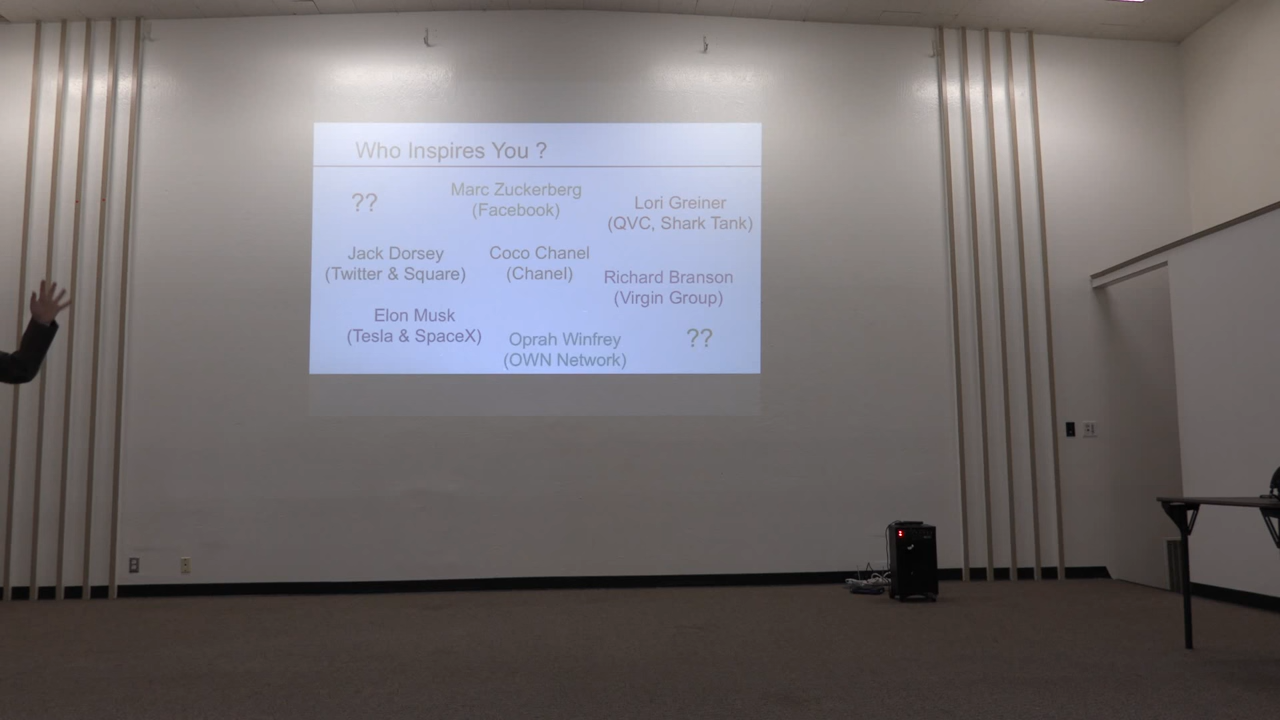 Who Inspires You ?
??
Marc Zuckerberg
(Facebook)
Lori Greiner
(QVC, Shark Tank)
Jack Dorsey
(Twitter & Square)
Coco Chanel
(Chanel)
Richard Branson
(Virgin Group)
Elon Musk
(Tesla & SpaceX)
Oprah Winfrey
(OWN Network)
??